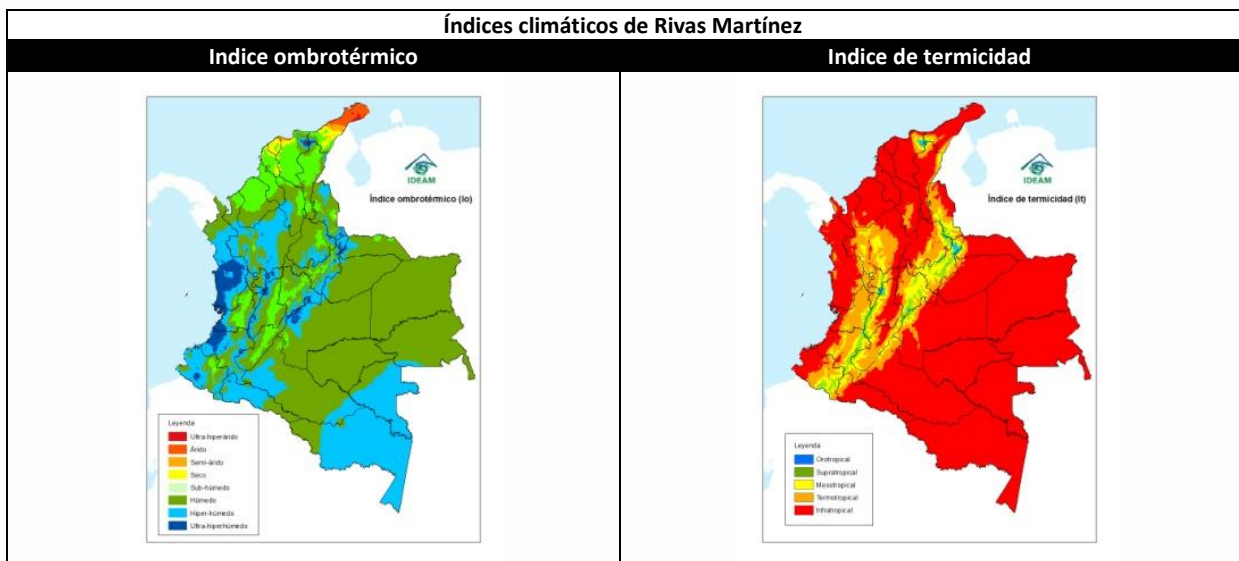 Índices climáticos de Rivas Martínez
Indice ombrotérmico
Indice de termicidad
IDEAM
Índice ombrotérmico (Io)
Leyenda
Ultra-hiperárido
Árido
Semi-árido
Seco
Sub-húmedo
Húmedo
Hiper-húmedo
Ultra-hiperhúmedo
IDEAM
Índice de termicidad (It)
Leyenda
Orotropical
Supratropical
Mesotropical
Termotropical
Infratropical